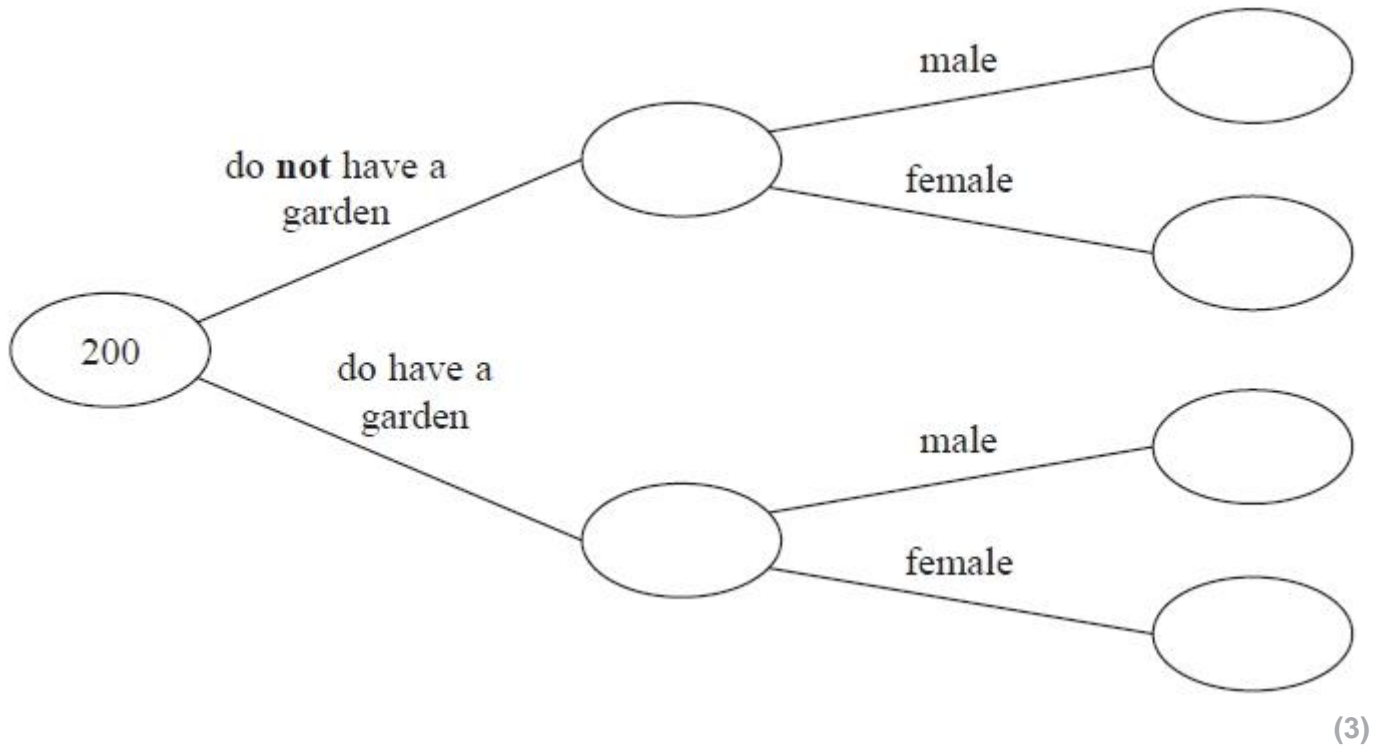 male
do not have a
garden
female
200
do have a
garden
male
female
(3)